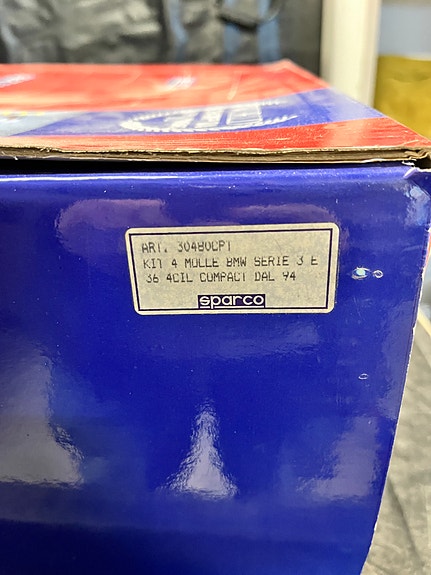 ART. 30480CPT
KIT 4 MOLLE BMW SERIE 3 E
36 4CIL COMPACT DAL 94
sparco